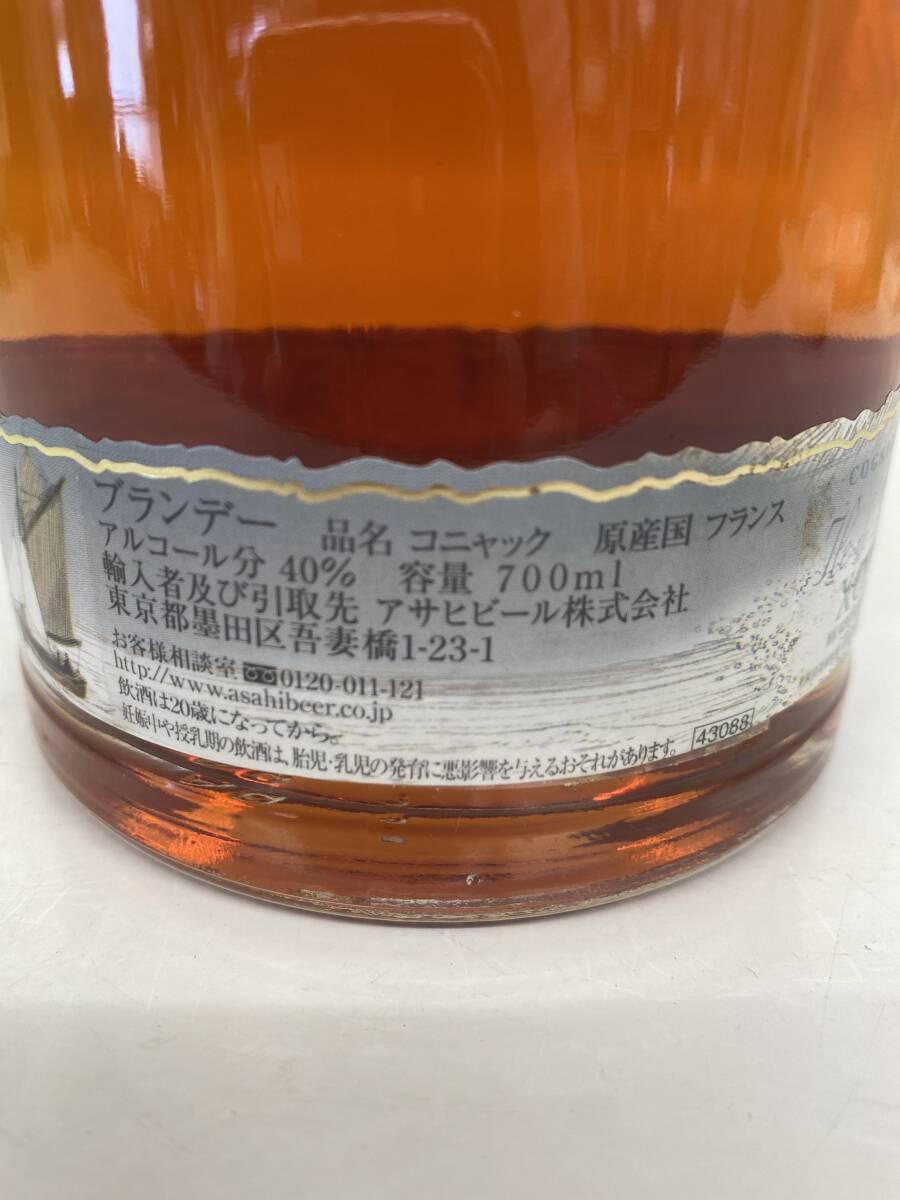 ブランデー 品名 コニャック 原産国 フランス
アルコール分 40% 容量 700ml
輸入者及び引取先 アサヒビール株式会社
東京都墨田区吾妻橋1-23-1
お客様相談室 0120-011-121
http://www.asahibeer.co.jp
飲酒は20歳になってから。
妊娠中や授乳期の飲酒は、胎児・乳児の発育に悪影響を与えるおそれがあります。 43088